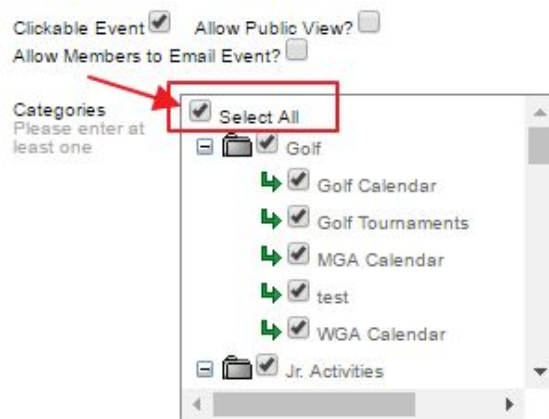 Clickable Event Allow Public View?
Allow Members to Email Event?
Categories
Please enter at
least one
Select All
Golf
Golf Calendar
Golf Tournaments
MGA Calendar
test
WGA Calendar
Jr. Activities